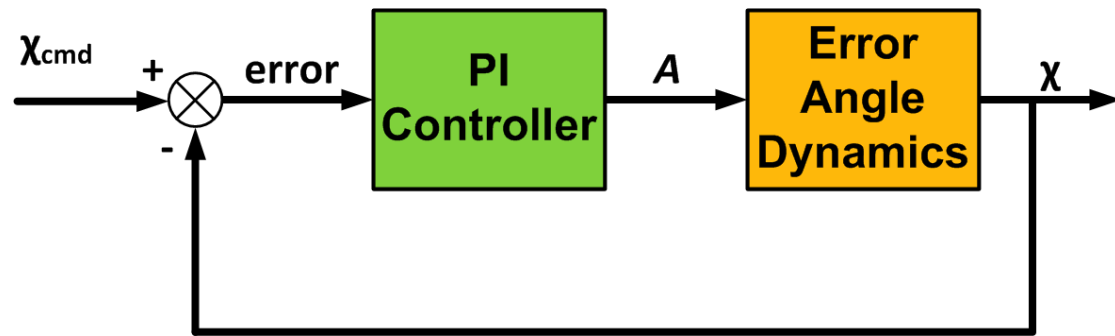 χcmd
+
-
error
PI
Controller
A
Error
Angle
Dynamics
χ